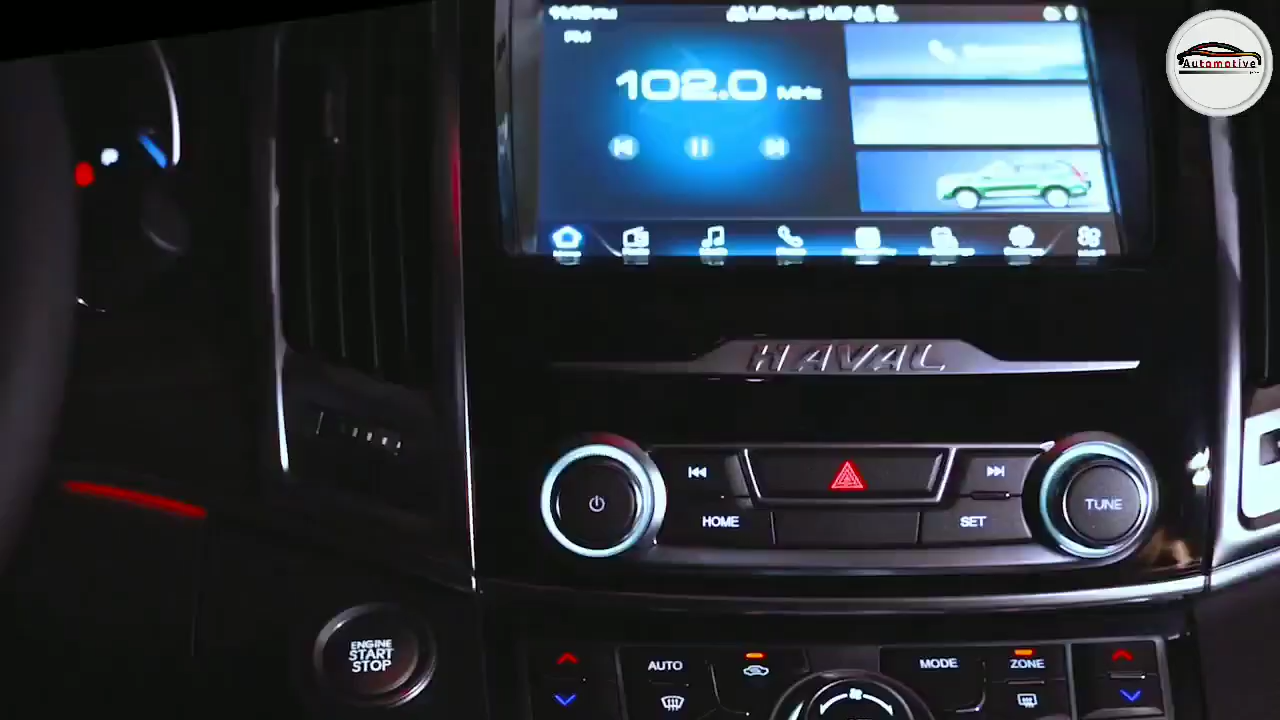 FM
102.0 MHz
HAVAL
TUNE
HOME
SET
ENGINE
START
STOP
AUTO
MODE
ZONE
P
Automotive